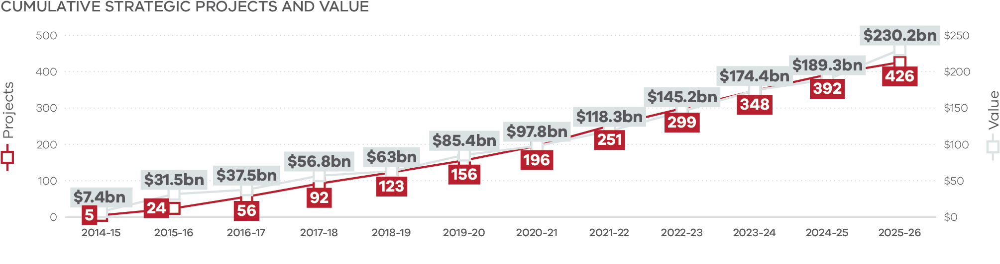 CUMULATIVE STRATEGIC PROJECTS AND VALUE
500
400
300
200
100
0
Projects
$250
$200
$150
$100
$50
$0
Value
$7.4bn
$31.5bn
$37.5bn
$56.8bn
$63bn
$85.4bn
$97.8bn
$118.3bn
$145.2bn
$174.4bn
$189.3bn
$230.2bn
5
24
56
92
123
156
196
251
299
348
392
426
2014-15
2015-16
2016-17
2017-18
2018-19
2019-20
2020-21
2021-22
2022-23
2023-24
2024-25
2025-26